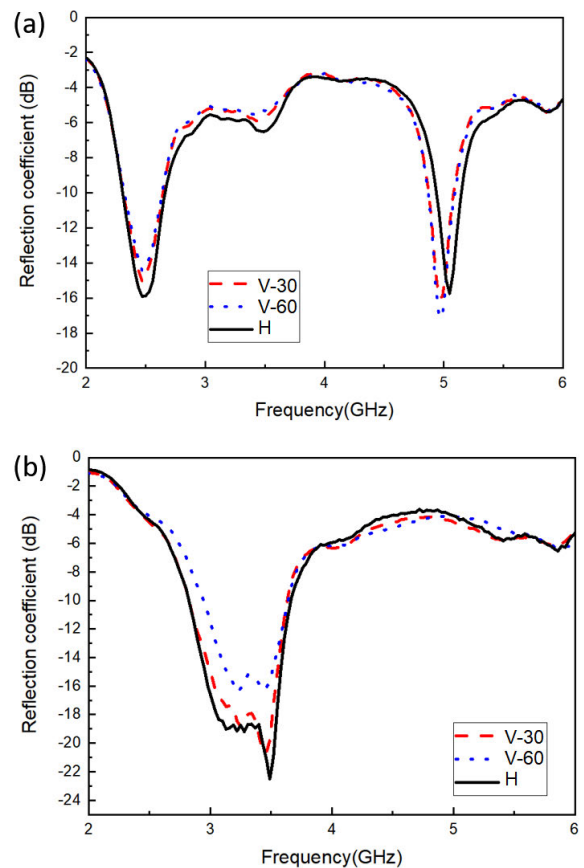 (a)
Reflection coefficient (dB)
0
-2
-4
-6
-8
-10
-12
-14
-16
-18
-20
V-30
V-60
H
2 3 4 5 6
Frequency(GHz)
(b)
Reflection coefficient (dB)
0
-2
-4
-6
-8
-10
-12
-14
-16
-18
-20
-22
-24
V-30
V-60
H
2 3 4 5 6
Frequency(GHz)